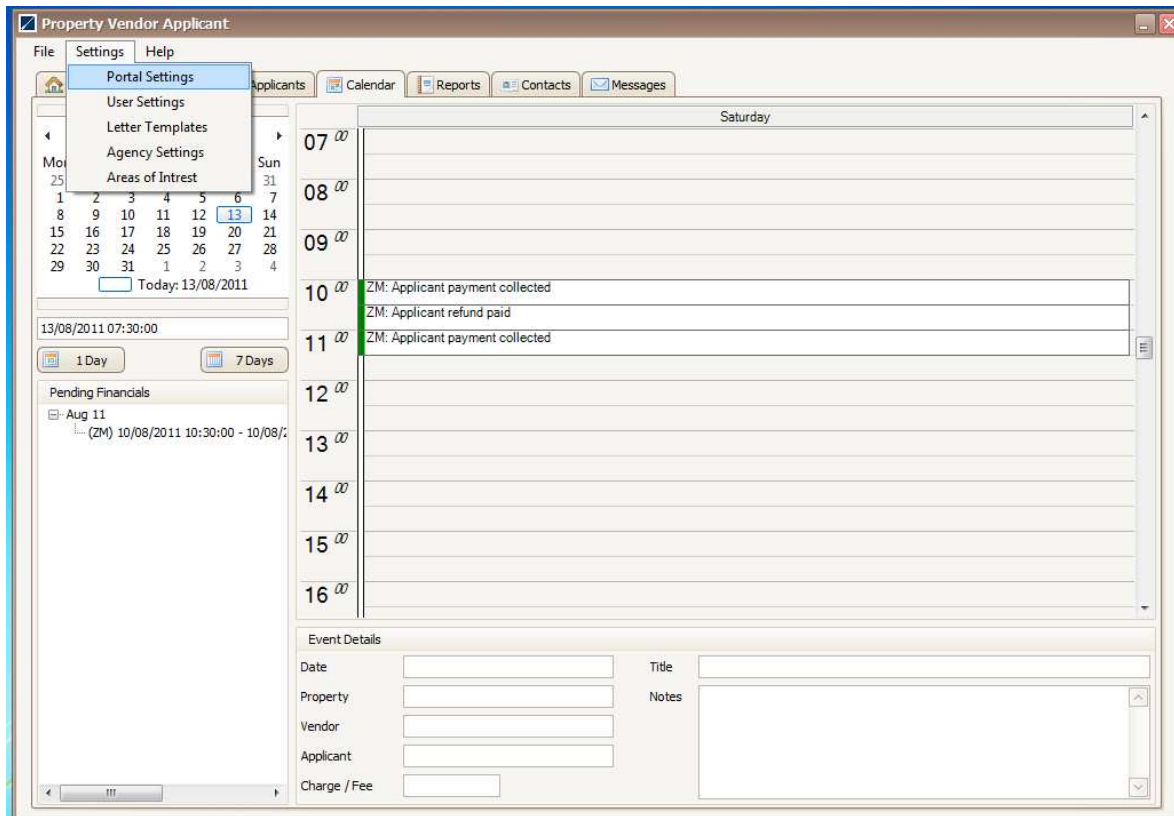 Property Vendor Applicant
File Settings Help
Portal Settings
User Settings
Letter Templates
Agency Settings
Areas of Intrest
Applicants Calendar Reports Contacts Messages
Sun
25 31
1 2 3 4 5 6 7
8 9 10 11 12 13 14
15 16 17 18 19 20 21
22 23 24 25 26 27 28
29 30 31 1 2 3 4
Today: 13/08/2011
13/08/2011 07:30:00
1 Day 7 Days
Pending Financials
Aug 11
(ZM) 10/08/2011 10:30:00 - 10/08/2
Saturday
07 00
08 00
09 00
10 00 ZM: Applicant payment collected
ZM: Applicant refund paid
11 00 ZM: Applicant payment collected
12 00
13 00
14 00
15 00
16 00
Event Details
Date Title
Property Notes
Vendor
Applicant
Charge / Fee